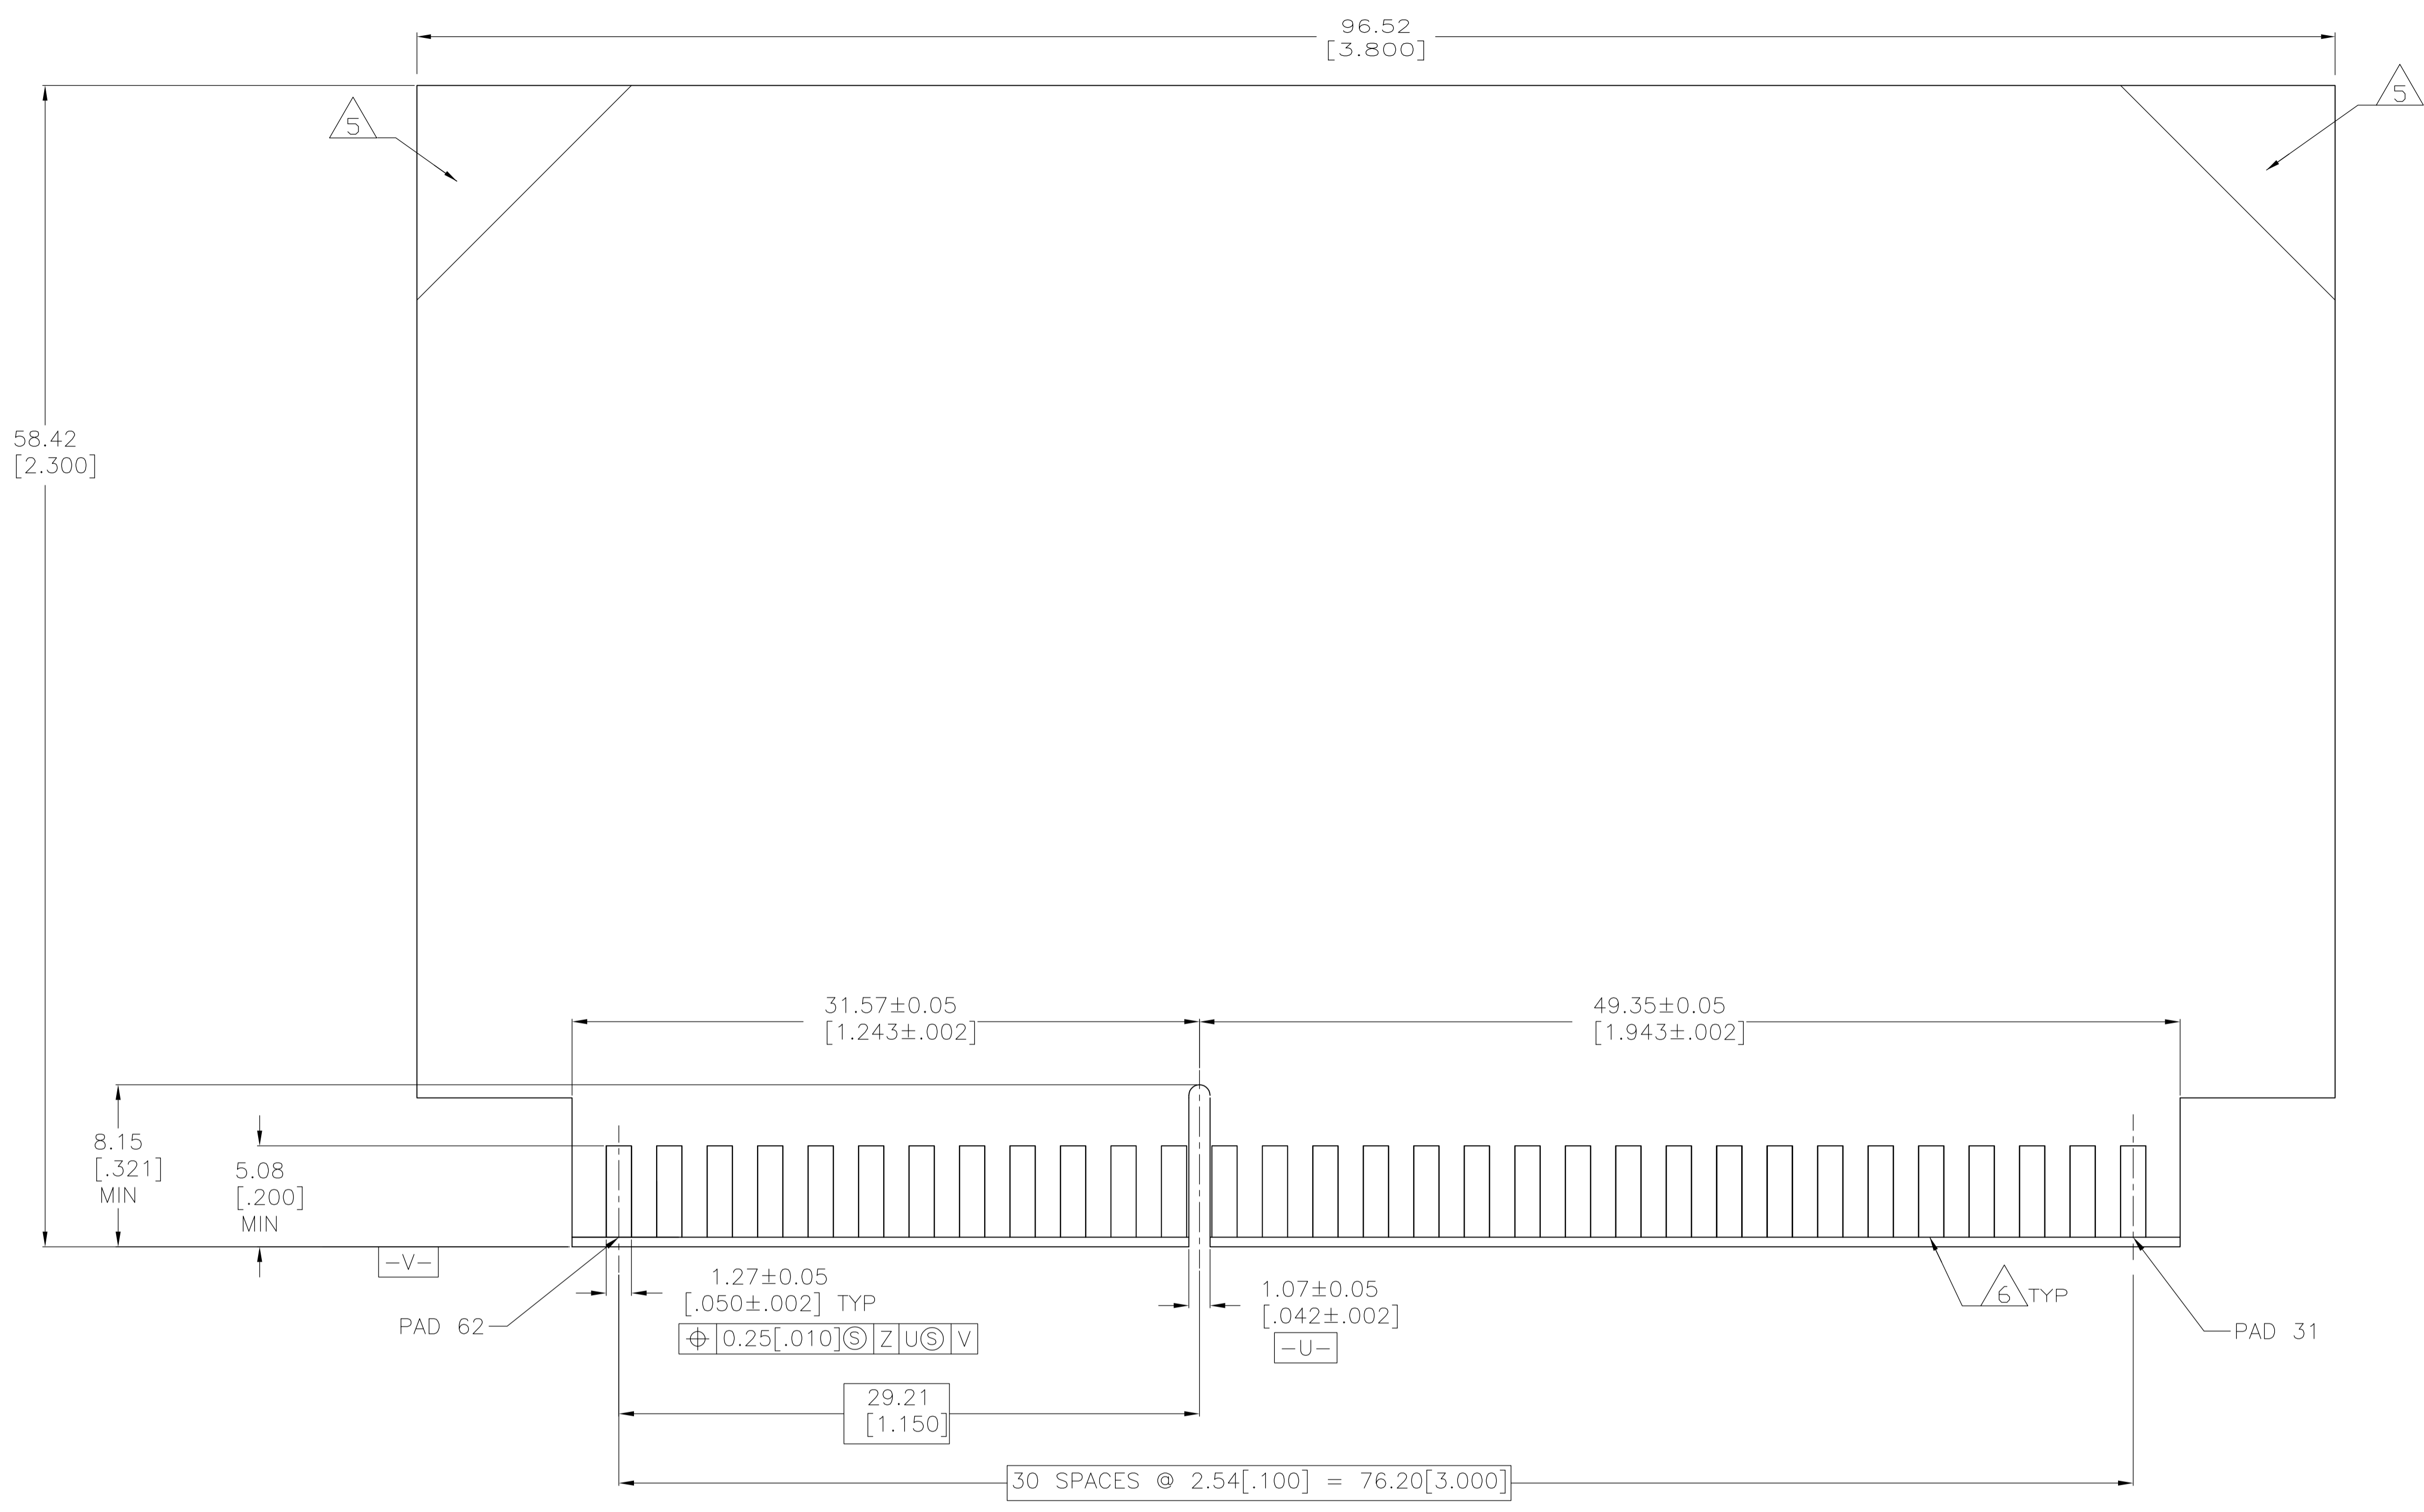 96.52
[3.800]
5
5
58.42
[2.300]
31.57±0.05
[1.243±.002]
49.35±0.05
[1.943±.002]
8.15
[.321]
MIN
5.08
[.200]
MIN
-V-
PAD 62
1.27±0.05
[.050±.002] TYP
⌖ 0.25[.010]Ⓢ Z UⓈ V
1.07±0.05
[.042±.002]
-U-
6 TYP
PAD 31
29.21
[1.150]
30 SPACES @ 2.54[.100] = 76.20[3.000]